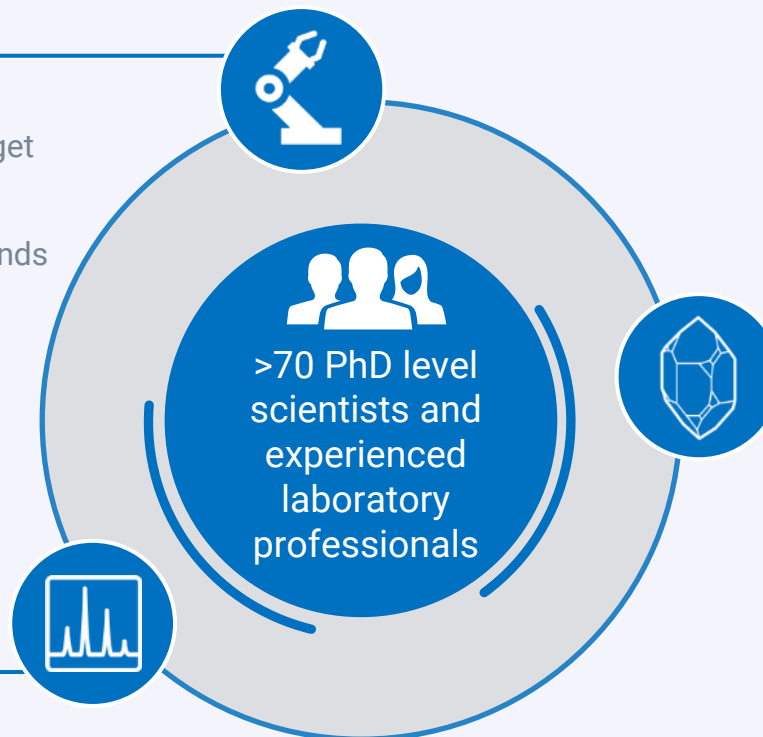 get
nds
>70 PhD level
scientists and
experienced
laboratory
professionals